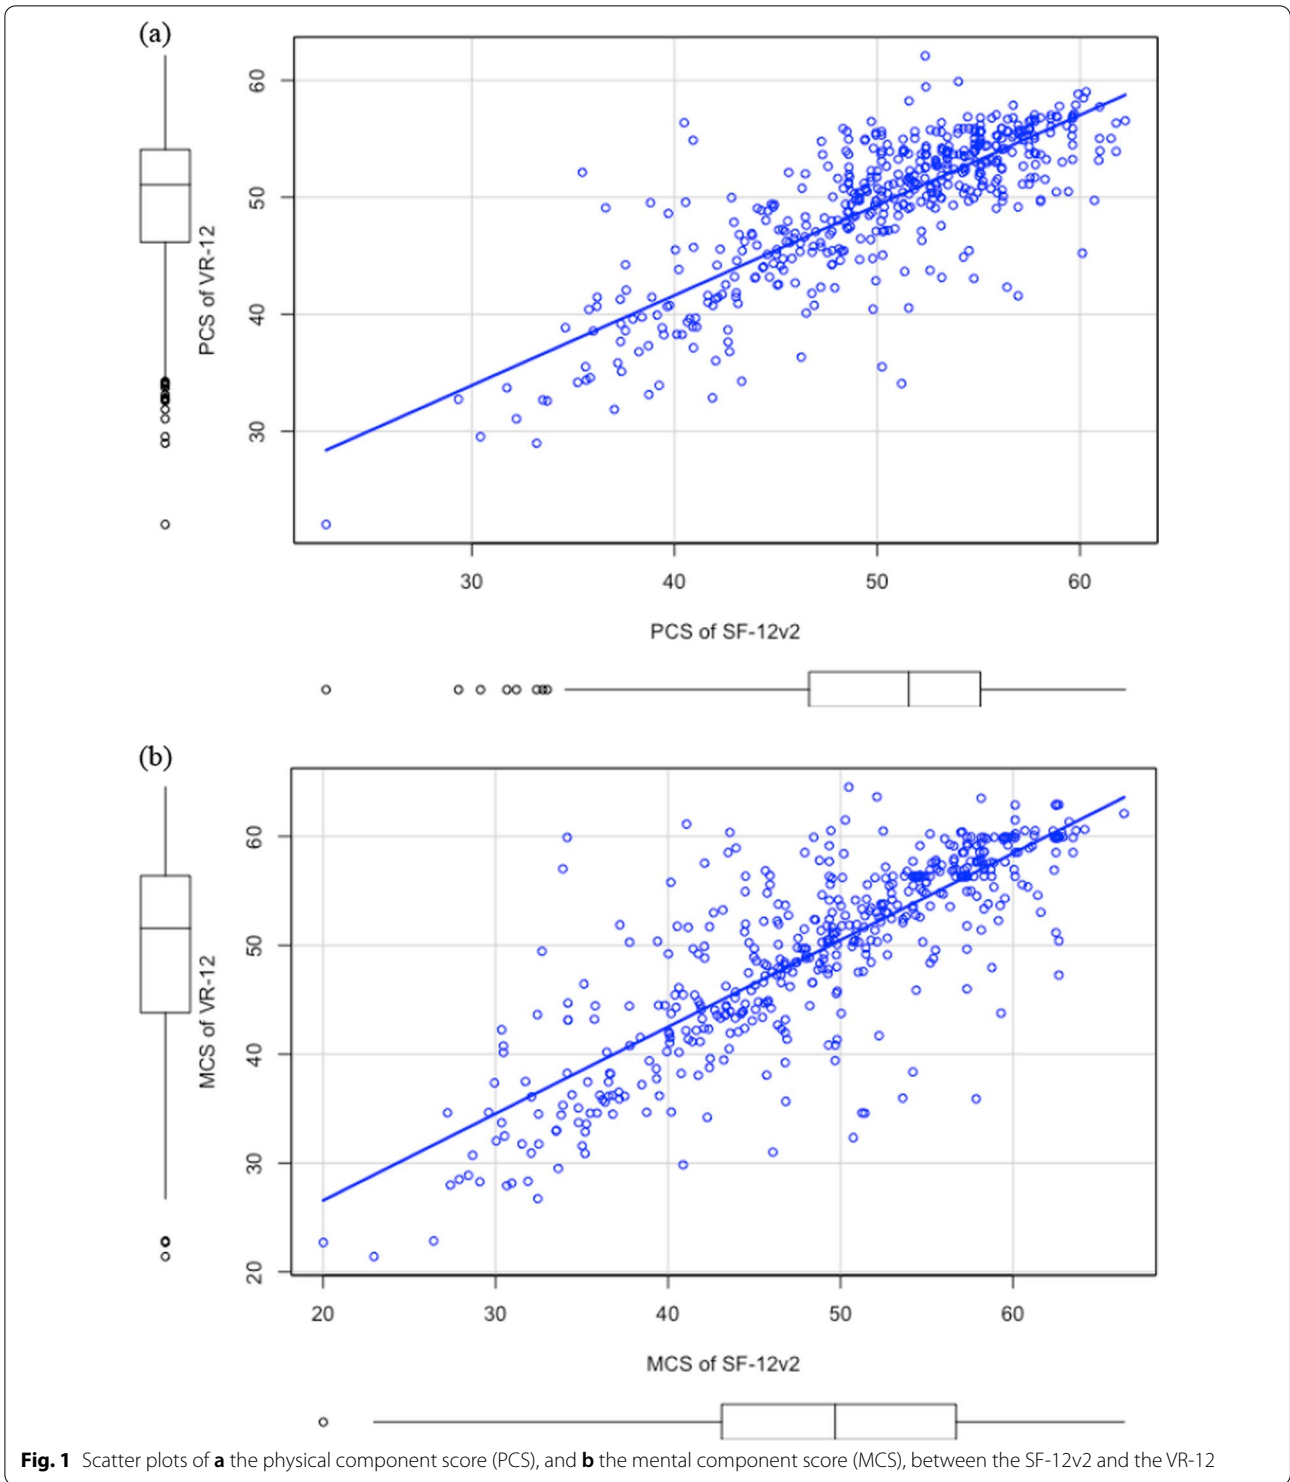 (a)
60
50
40
30
PCS of VR-12
30 40 50 60
PCS of SF-12v2
(b)
60
50
40
30
20
MCS of VR-12
20 30 40 50 60
MCS of SF-12v2
Fig. 1 Scatter plots of a the physical component score (PCS), and b the mental component score (MCS), between the SF-12v2 and the VR-12